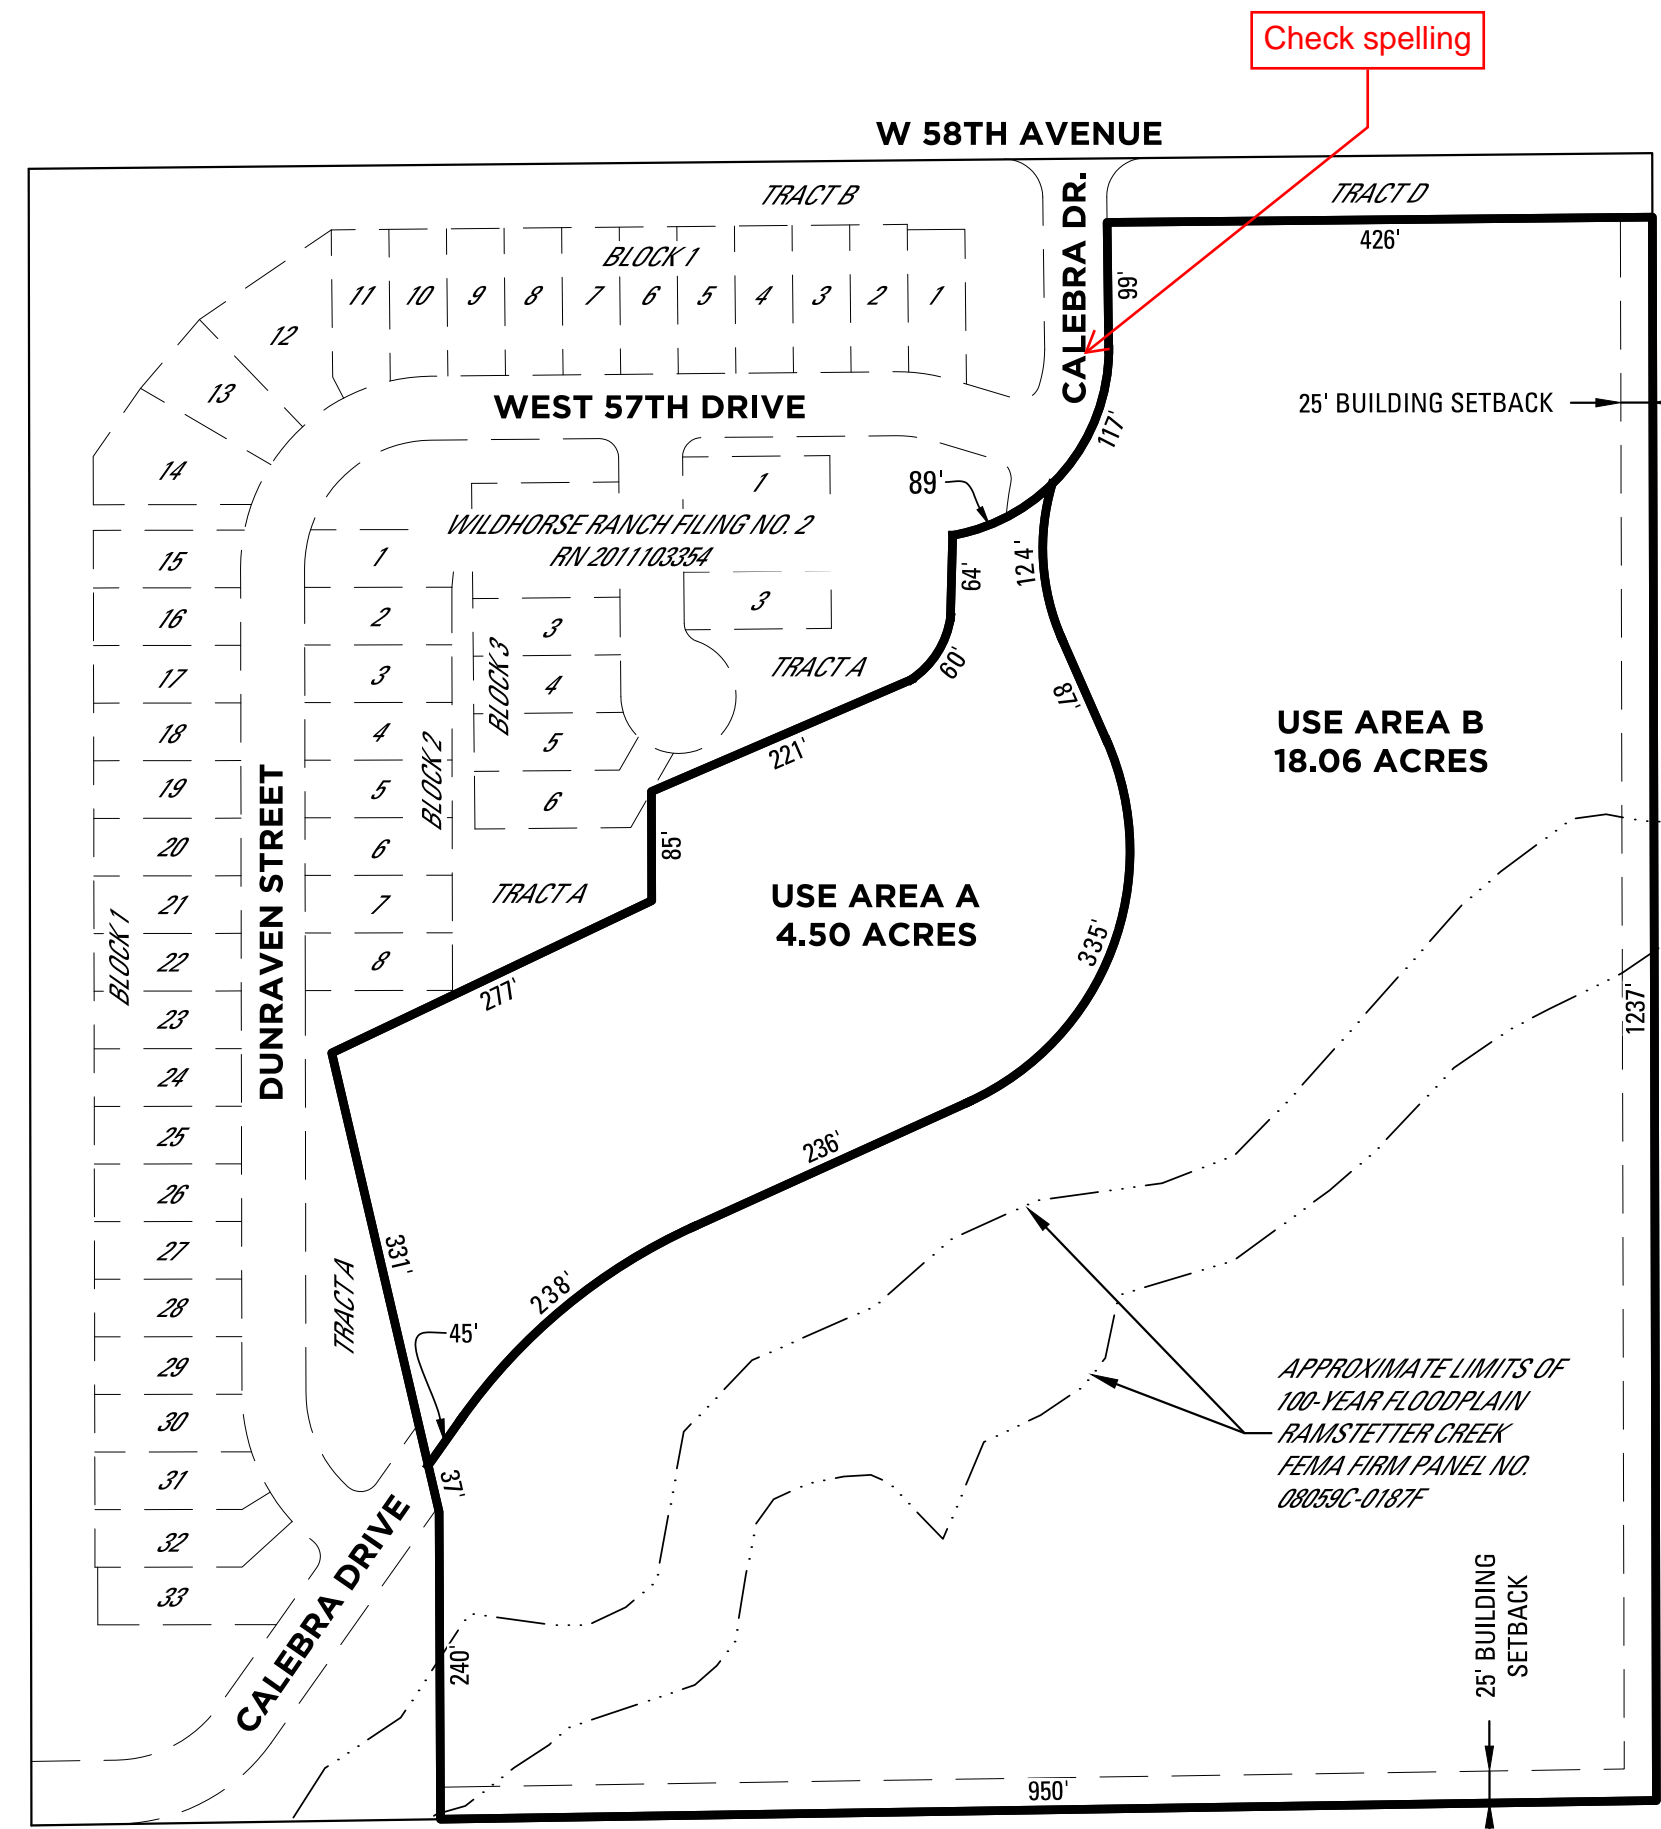 Check spelling
W 58TH AVENUE
TRACT B
CALEBRA DR.
TRACT D
426'
BLOCK 1
11 10 9 8 7 6 5 4 3 2 1
99'
12
13
14
WEST 57TH DRIVE
25' BUILDING SETBACK
117'
89'
1
WILDHORSE RANCH FILING NO. 2
RN 2011103354
3
64'
124'
60'
87'
TRACT A
221'
85'
15
16
17
18
19
20
21
22
23
24
25
26
27
28
29
30
31
32
33
BLOCK 1
DUNRAVEN STREET
1
2
3
4
5
6
7
8
BLOCK 2
BLOCK 3
3
4
5
6
TRACT A
277'
USE AREA A
4.50 ACRES
USE AREA B
18.06 ACRES
335'
1237'
236'
238'
331'
TRACT A
45'
37'
CALEBRA DRIVE
240'
APPROXIMATE LIMITS OF
100-YEAR FLOODPLAIN
RAMSTETTER CREEK
FEMA FIRM PANEL NO.
08059C-0187F
25' BUILDING
SETBACK
950'